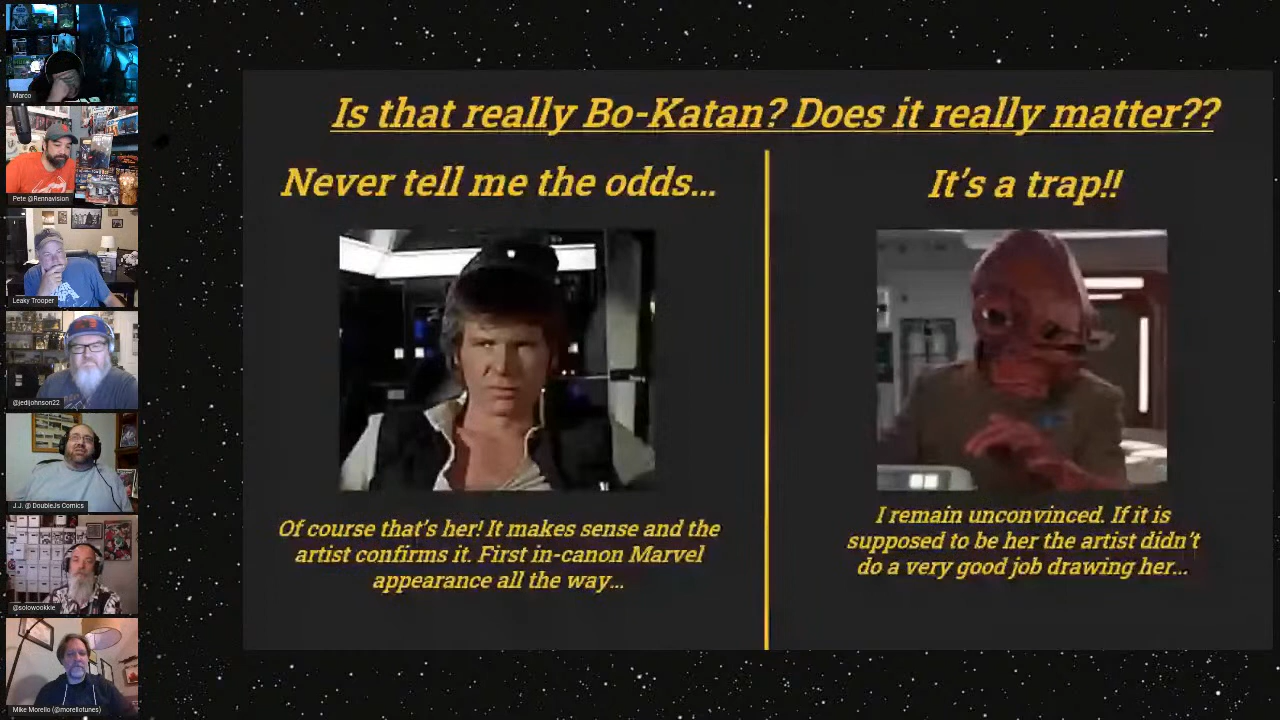 Marco
Pete @Rennavision
Leaky Trooper
@jedijohnson22
J.J. @ DoubleJs Comics
@solowookkie
Mike Morello (@morellotunes)
Is that really Bo-Katan? Does it really matter??
Never tell me the odds...
Of course that's her! It makes sense and the
artist confirms it. First in-canon Marvel
appearance all the way...
It's a trap!!
I remain unconvinced. If it is
supposed to be her the artist didn't
do a very good job drawing her...